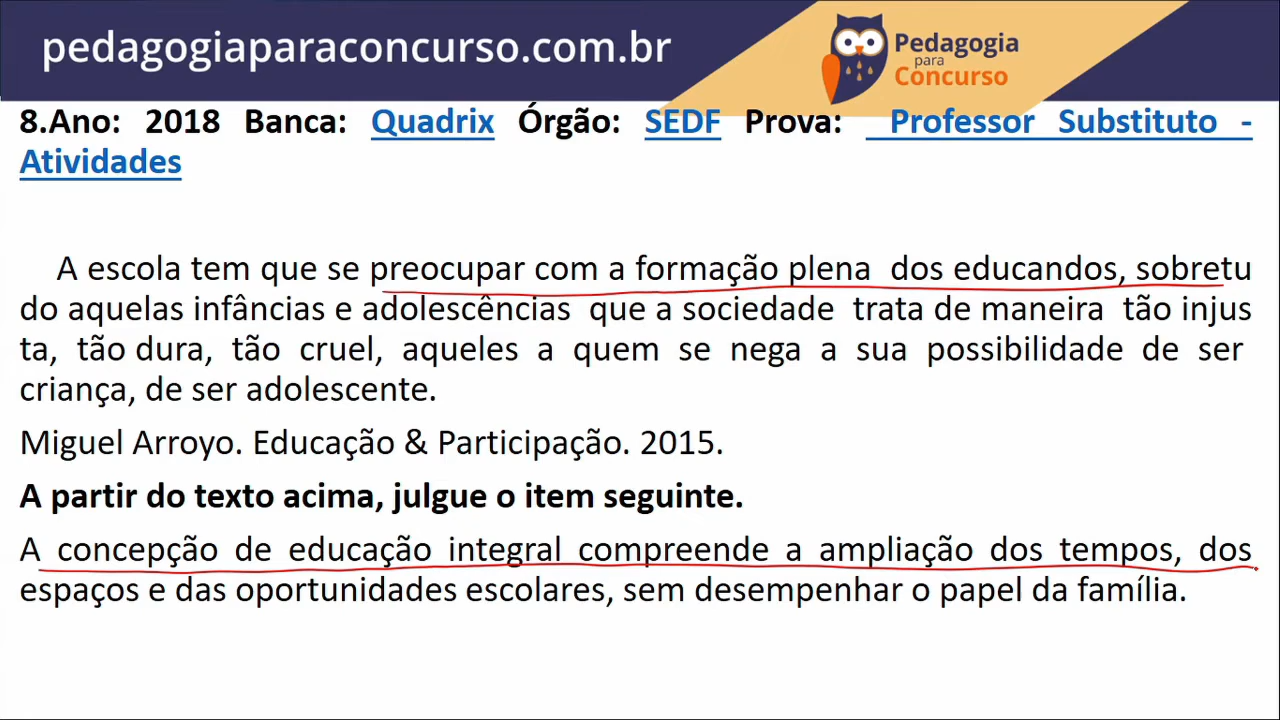 pedagogiaparaconcurso.com.br
Pedagogia
para
Concurso
8.Ano: 2018 Banca: Quadrix Órgão: SEDF Prova: Professor Substituto -
Atividades
A escola tem que se preocupar com a formação plena dos educandos, sobretu
do aquelas infâncias e adolescências que a sociedade trata de maneira tão injus
ta, tão dura, tão cruel, aqueles a quem se nega a sua possibilidade de ser
criança, de ser adolescente.
Miguel Arroyo. Educação & Participação. 2015.
A partir do texto acima, julgue o item seguinte.
A concepção de educação integral compreende a ampliação dos tempos, dos
espaços e das oportunidades escolares, sem desempenhar o papel da família.